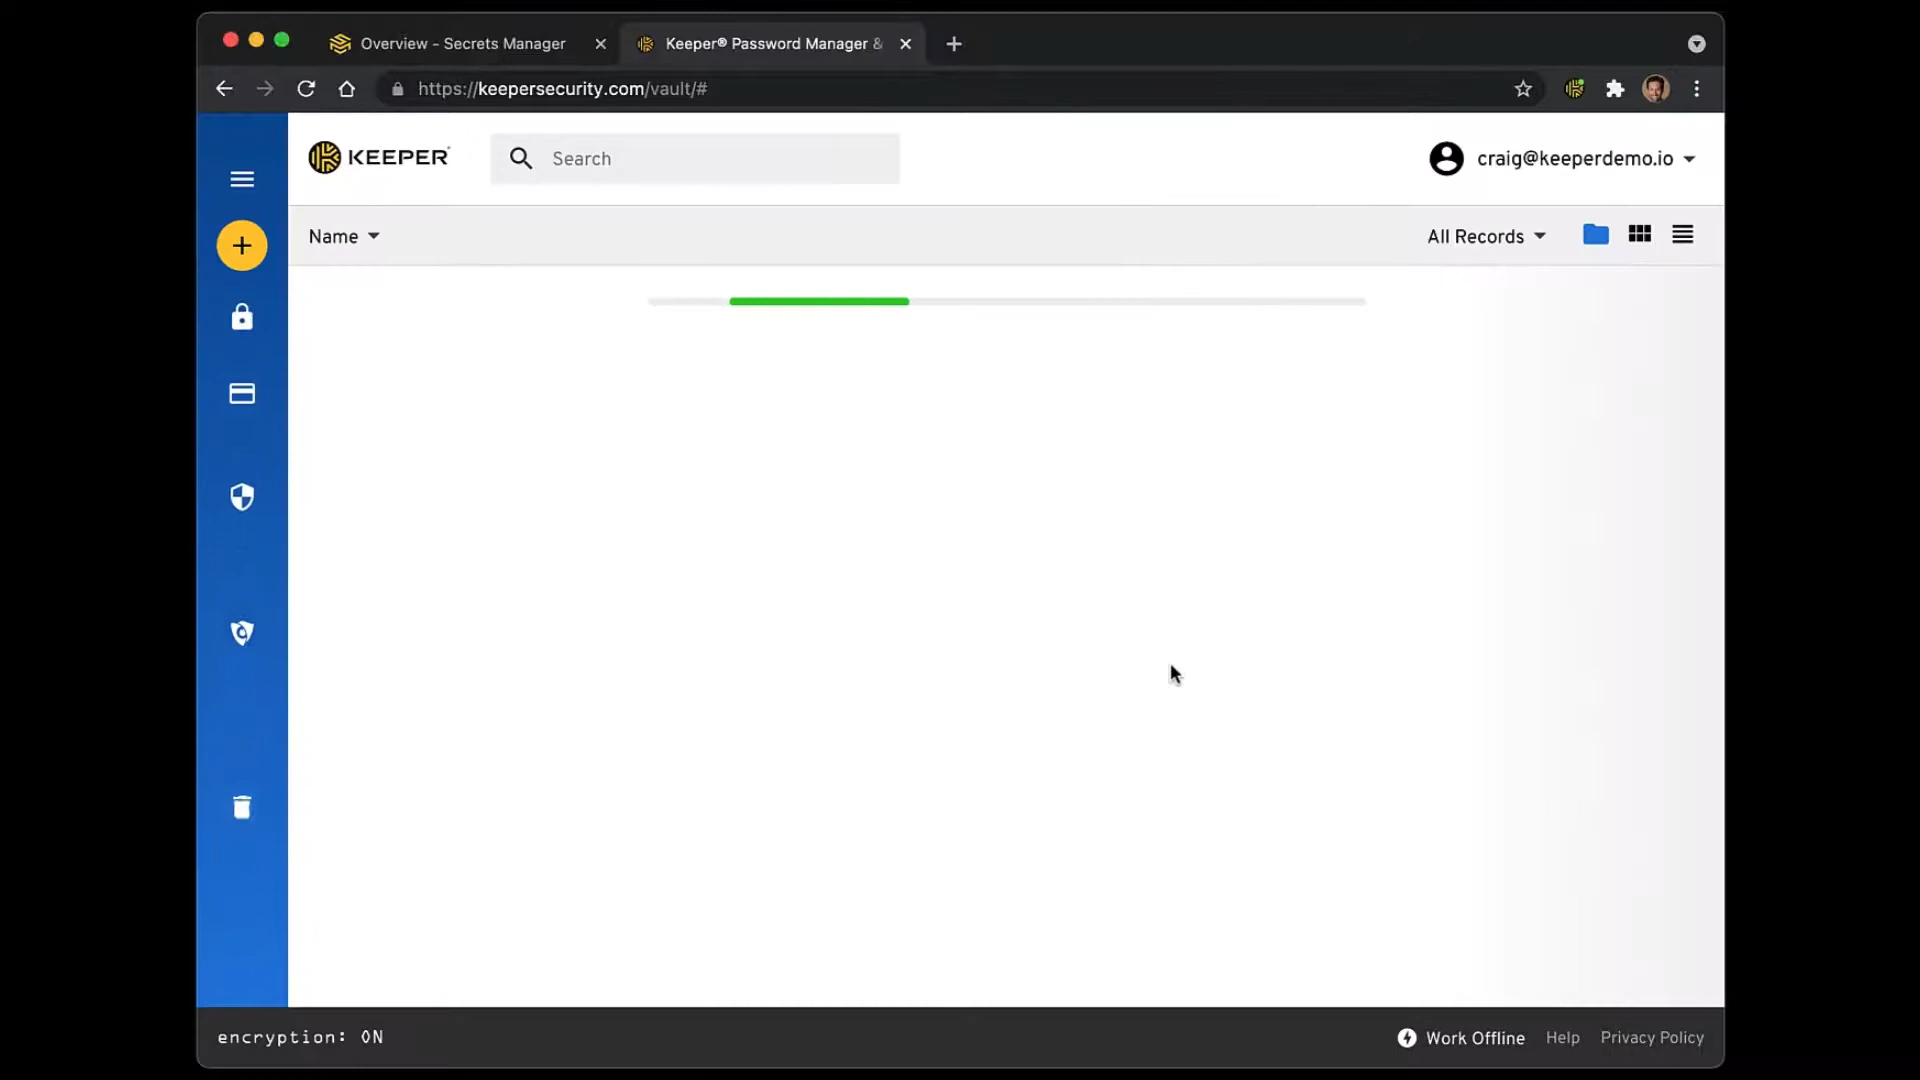 Overview - Secrets Manager
Keeper® Password Manager &
https://keepersecurity.com/vault/#
KEEPER
Search
craig@keeperdemo.io
Name
All Records
encryption: ON
Work Offline
Help
Privacy Policy